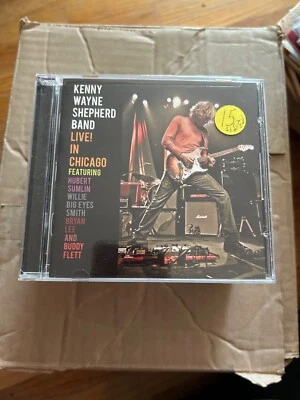 KENNY
WAYNE
SHEPHERD
BAND
LIVE!
IN
CHICAGO
FEATURING
HUBERT
SUMLIN
WILLIE
BIG EYES
SMITH
BRYAN
LEE
AND
BUDDY
FLETT